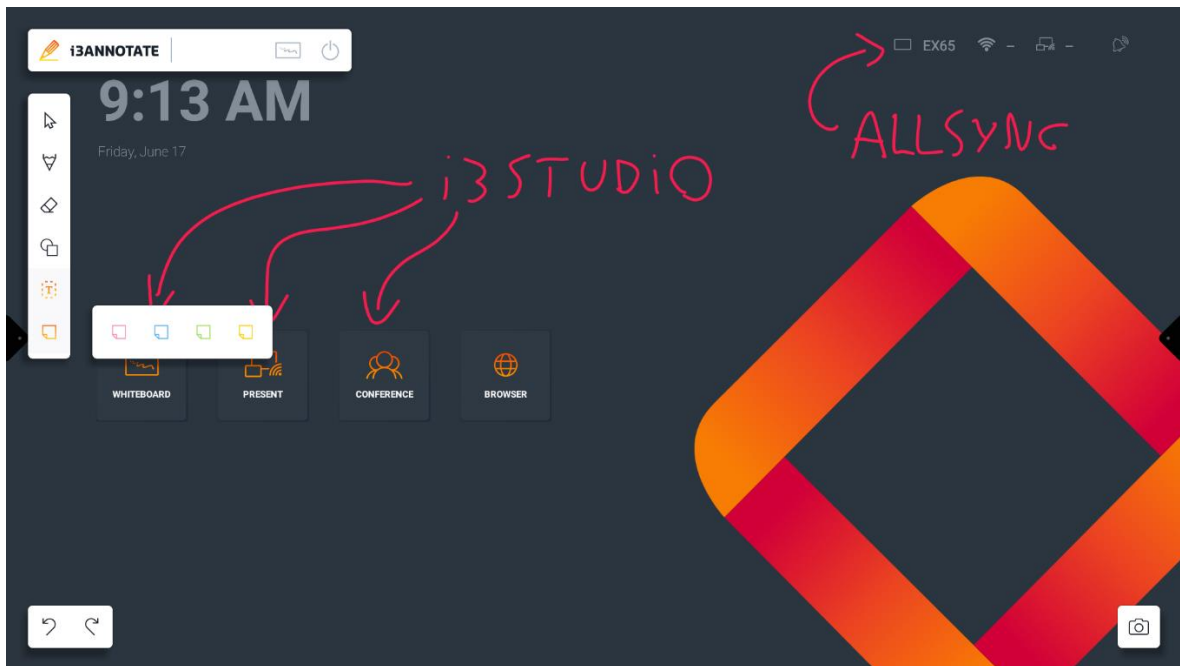 i3ANNOTATE
EX65 – –
9:13 AM
Friday, June 17
ALLSYNC
i3STUDiO
WHITEBOARD PRESENT CONFERENCE BROWSER